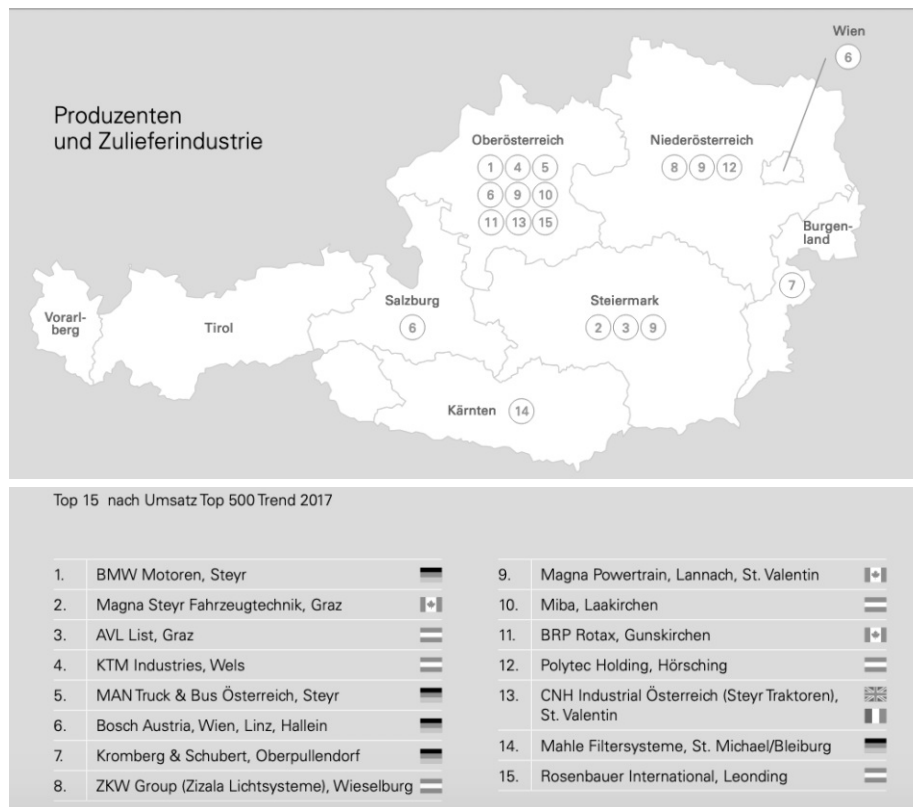 Produzenten
und Zulieferindustrie
Wien
6
Oberösterreich
1 4 5
6 9 10
11 13 15
Niederösterreich
8 9 12
Burgen-
land
7
Salzburg
6
Steiermark
2 3 9
Vorarl-
berg
Tirol
Kärnten 14
Top 15 nach Umsatz Top 500 Trend 2017
1. BMW Motoren, Steyr
2. Magna Steyr Fahrzeugtechnik, Graz
3. AVL List, Graz
4. KTM Industries, Wels
5. MAN Truck & Bus Österreich, Steyr
6. Bosch Austria, Wien, Linz, Hallein
7. Kromberg & Schubert, Oberpullendorf
8. ZKW Group (Zizala Lichtsysteme), Wieselburg
9. Magna Powertrain, Lannach, St. Valentin
10. Miba, Laakirchen
11. BRP Rotax, Gunskirchen
12. Polytec Holding, Hörsching
13. CNH Industrial Österreich (Steyr Traktoren),
St. Valentin
14. Mahle Filtersysteme, St. Michael/Bleiburg
15. Rosenbauer International, Leonding